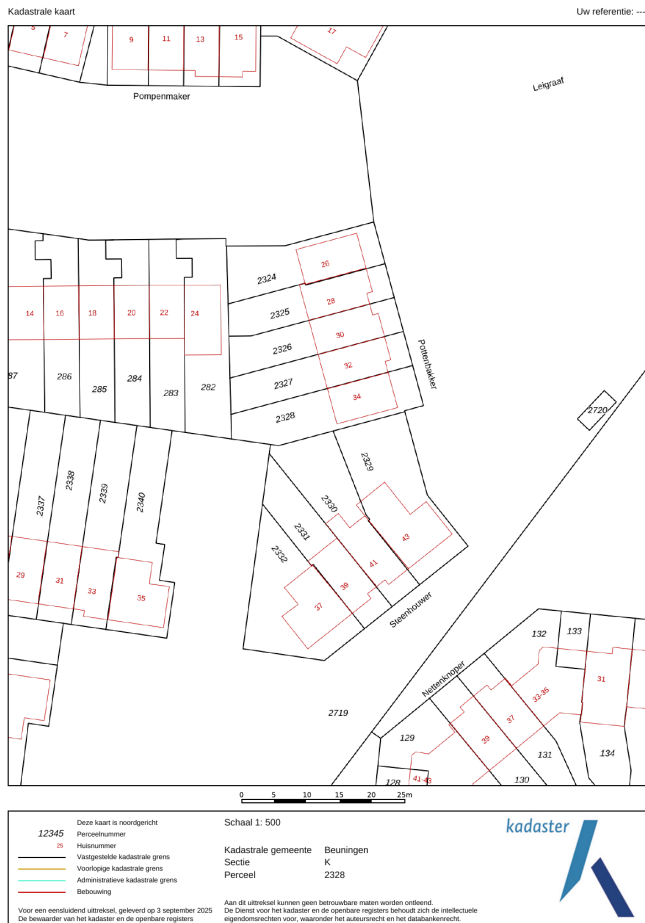 Kadastrale kaart
Uw referentie: ---
5
7
9
11
13
15
17
Pompenmaker
Leigraaf
2324
26
2325
28
2326
30
2327
32
2328
34
Pottenbakker
14
16
18
20
22
24
87
286
285
284
283
282
2720
2337
2338
2339
2340
2329
2330
2331
2332
29
31
33
35
37
39
41
43
Steenhouwer
Nettenknoper
2719
132
133
31
33-35
37
39
129
128
41-43
130
131
134
0 5 10 15 20 25m
Deze kaart is noordgericht
12345 Perceelnummer
25 Huisnummer
Vastgestelde kadastrale grens
Voorlopige kadastrale grens
Administratieve kadastrale grens
Bebouwing
Voor een eensluidend uittreksel, geleverd op 3 september 2025
De bewaarder van het kadaster en de openbare registers
Schaal 1: 500
Kadastrale gemeente Beuningen
Sectie K
Perceel 2328
Aan dit uittreksel kunnen geen betrouwbare maten worden ontleend.
De Dienst voor het kadaster en de openbare registers behoudt zich de intellectuele
eigendomsrechten voor, waaronder het auteursrecht en het databankenrecht.
kadaster